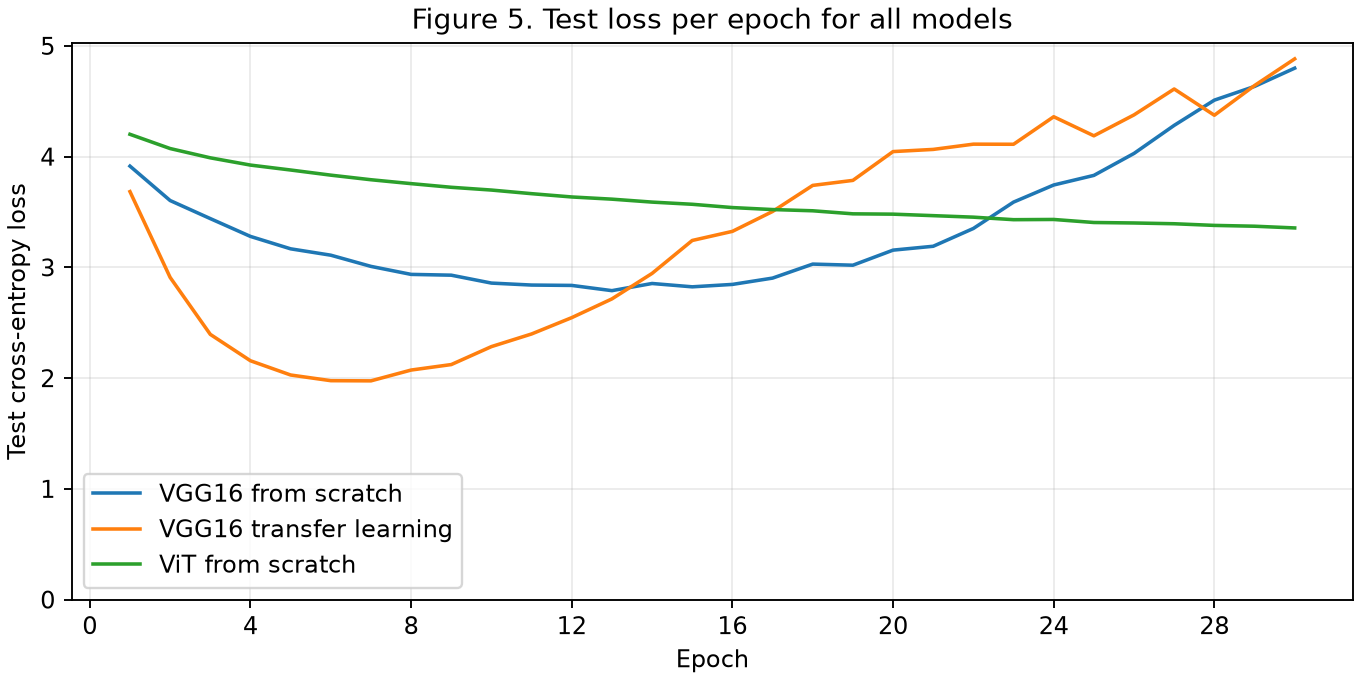 Figure 5. Test loss per epoch for all models
Test cross-entropy loss
5
4
3
2
1
0
VGG16 from scratch
VGG16 transfer learning
ViT from scratch
0 4 8 12 16 20 24 28
Epoch